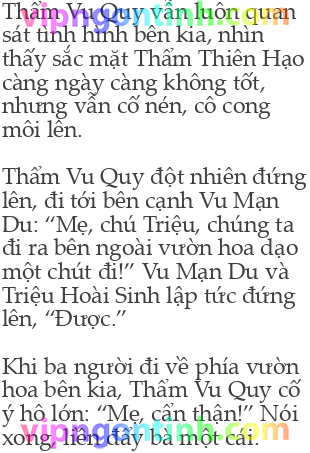 Thẩm Vu Quy vẫn luôn quan
sát tình hình bên kia, nhìn
thấy sắc mặt Thẩm Thiên Hạo
càng ngày càng không tốt,
nhưng vẫn cố nén, cô cong
môi lên.
Thẩm Vu Quy đột nhiên đứng
lên, đi tới bên cạnh Vu Mạn
Du: “Mẹ, chú Triệu, chúng ta
đi ra bên ngoài vườn hoa dạo
một chút đi!” Vu Mạn Du và
Triệu Hoài Sinh lập tức đứng
lên, “Được.”
Khi ba người đi về phía vườn
hoa bên kia, Thẩm Vu Quy cố
ý hô lớn: “Mẹ, cẩn thận!” Nói
xong, liền đẩy bà một cái.
vipngontinh.com
vipngontinh.com